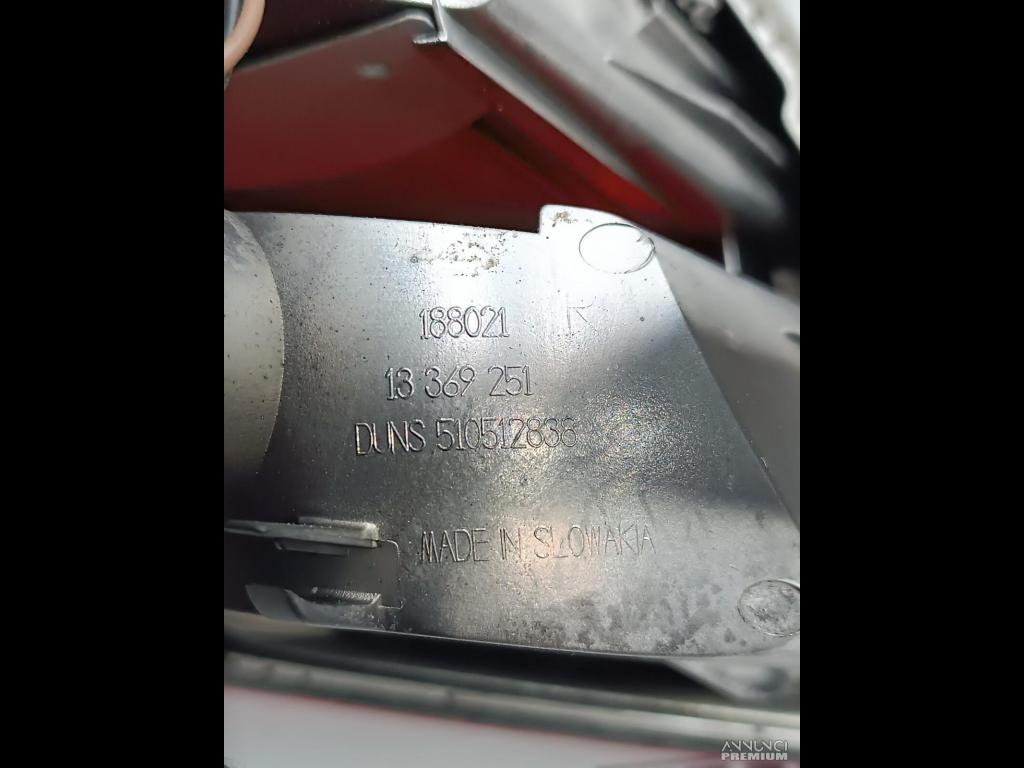 188021 R
13 369 251
DUNS 510512838
MADE IN SLOWAKIA
ANNUNCI
PREMIUM